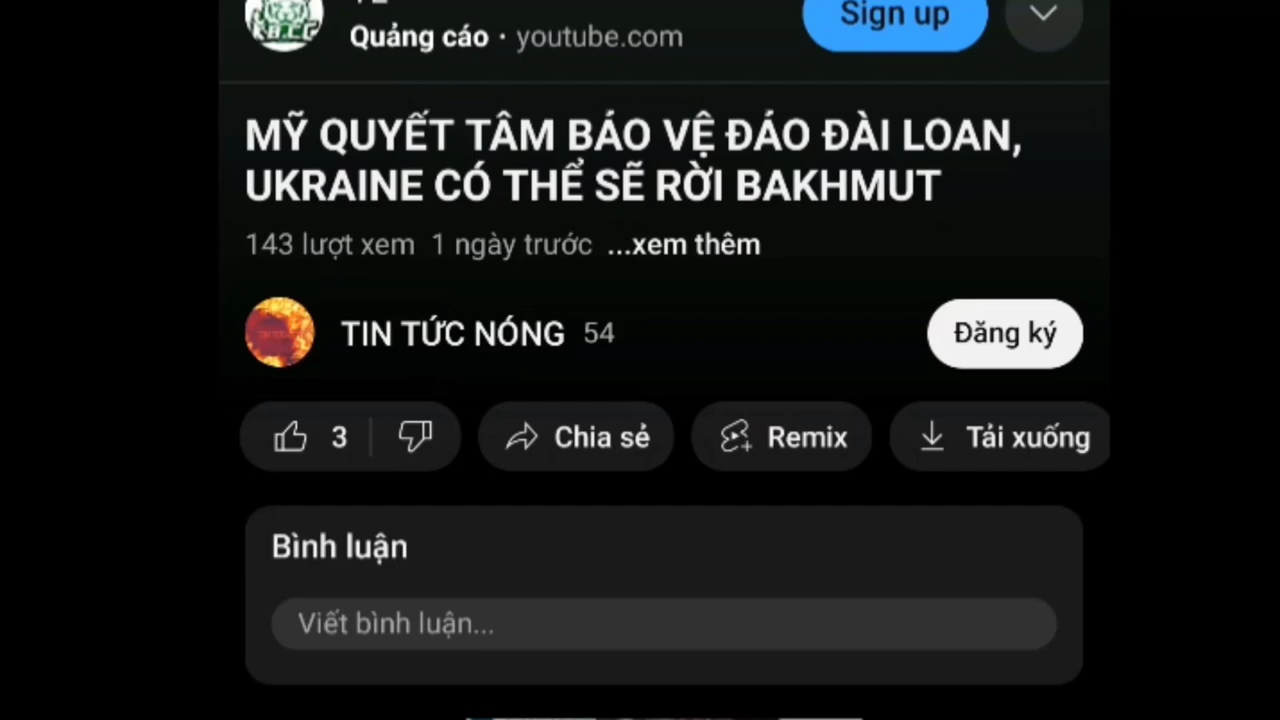 Sign up
Quảng cáo · youtube.com
MỸ QUYẾT TÂM BẢO VỆ ĐẢO ĐÀI LOAN,
UKRAINE CÓ THỂ SẼ RỜI BAKHMUT
143 lượt xem 1 ngày trước ...xem thêm
TIN TỨC NÓNG 54
Đăng ký
3
Chia sẻ
Remix
Tải xuống
Bình luận
Viết bình luận...